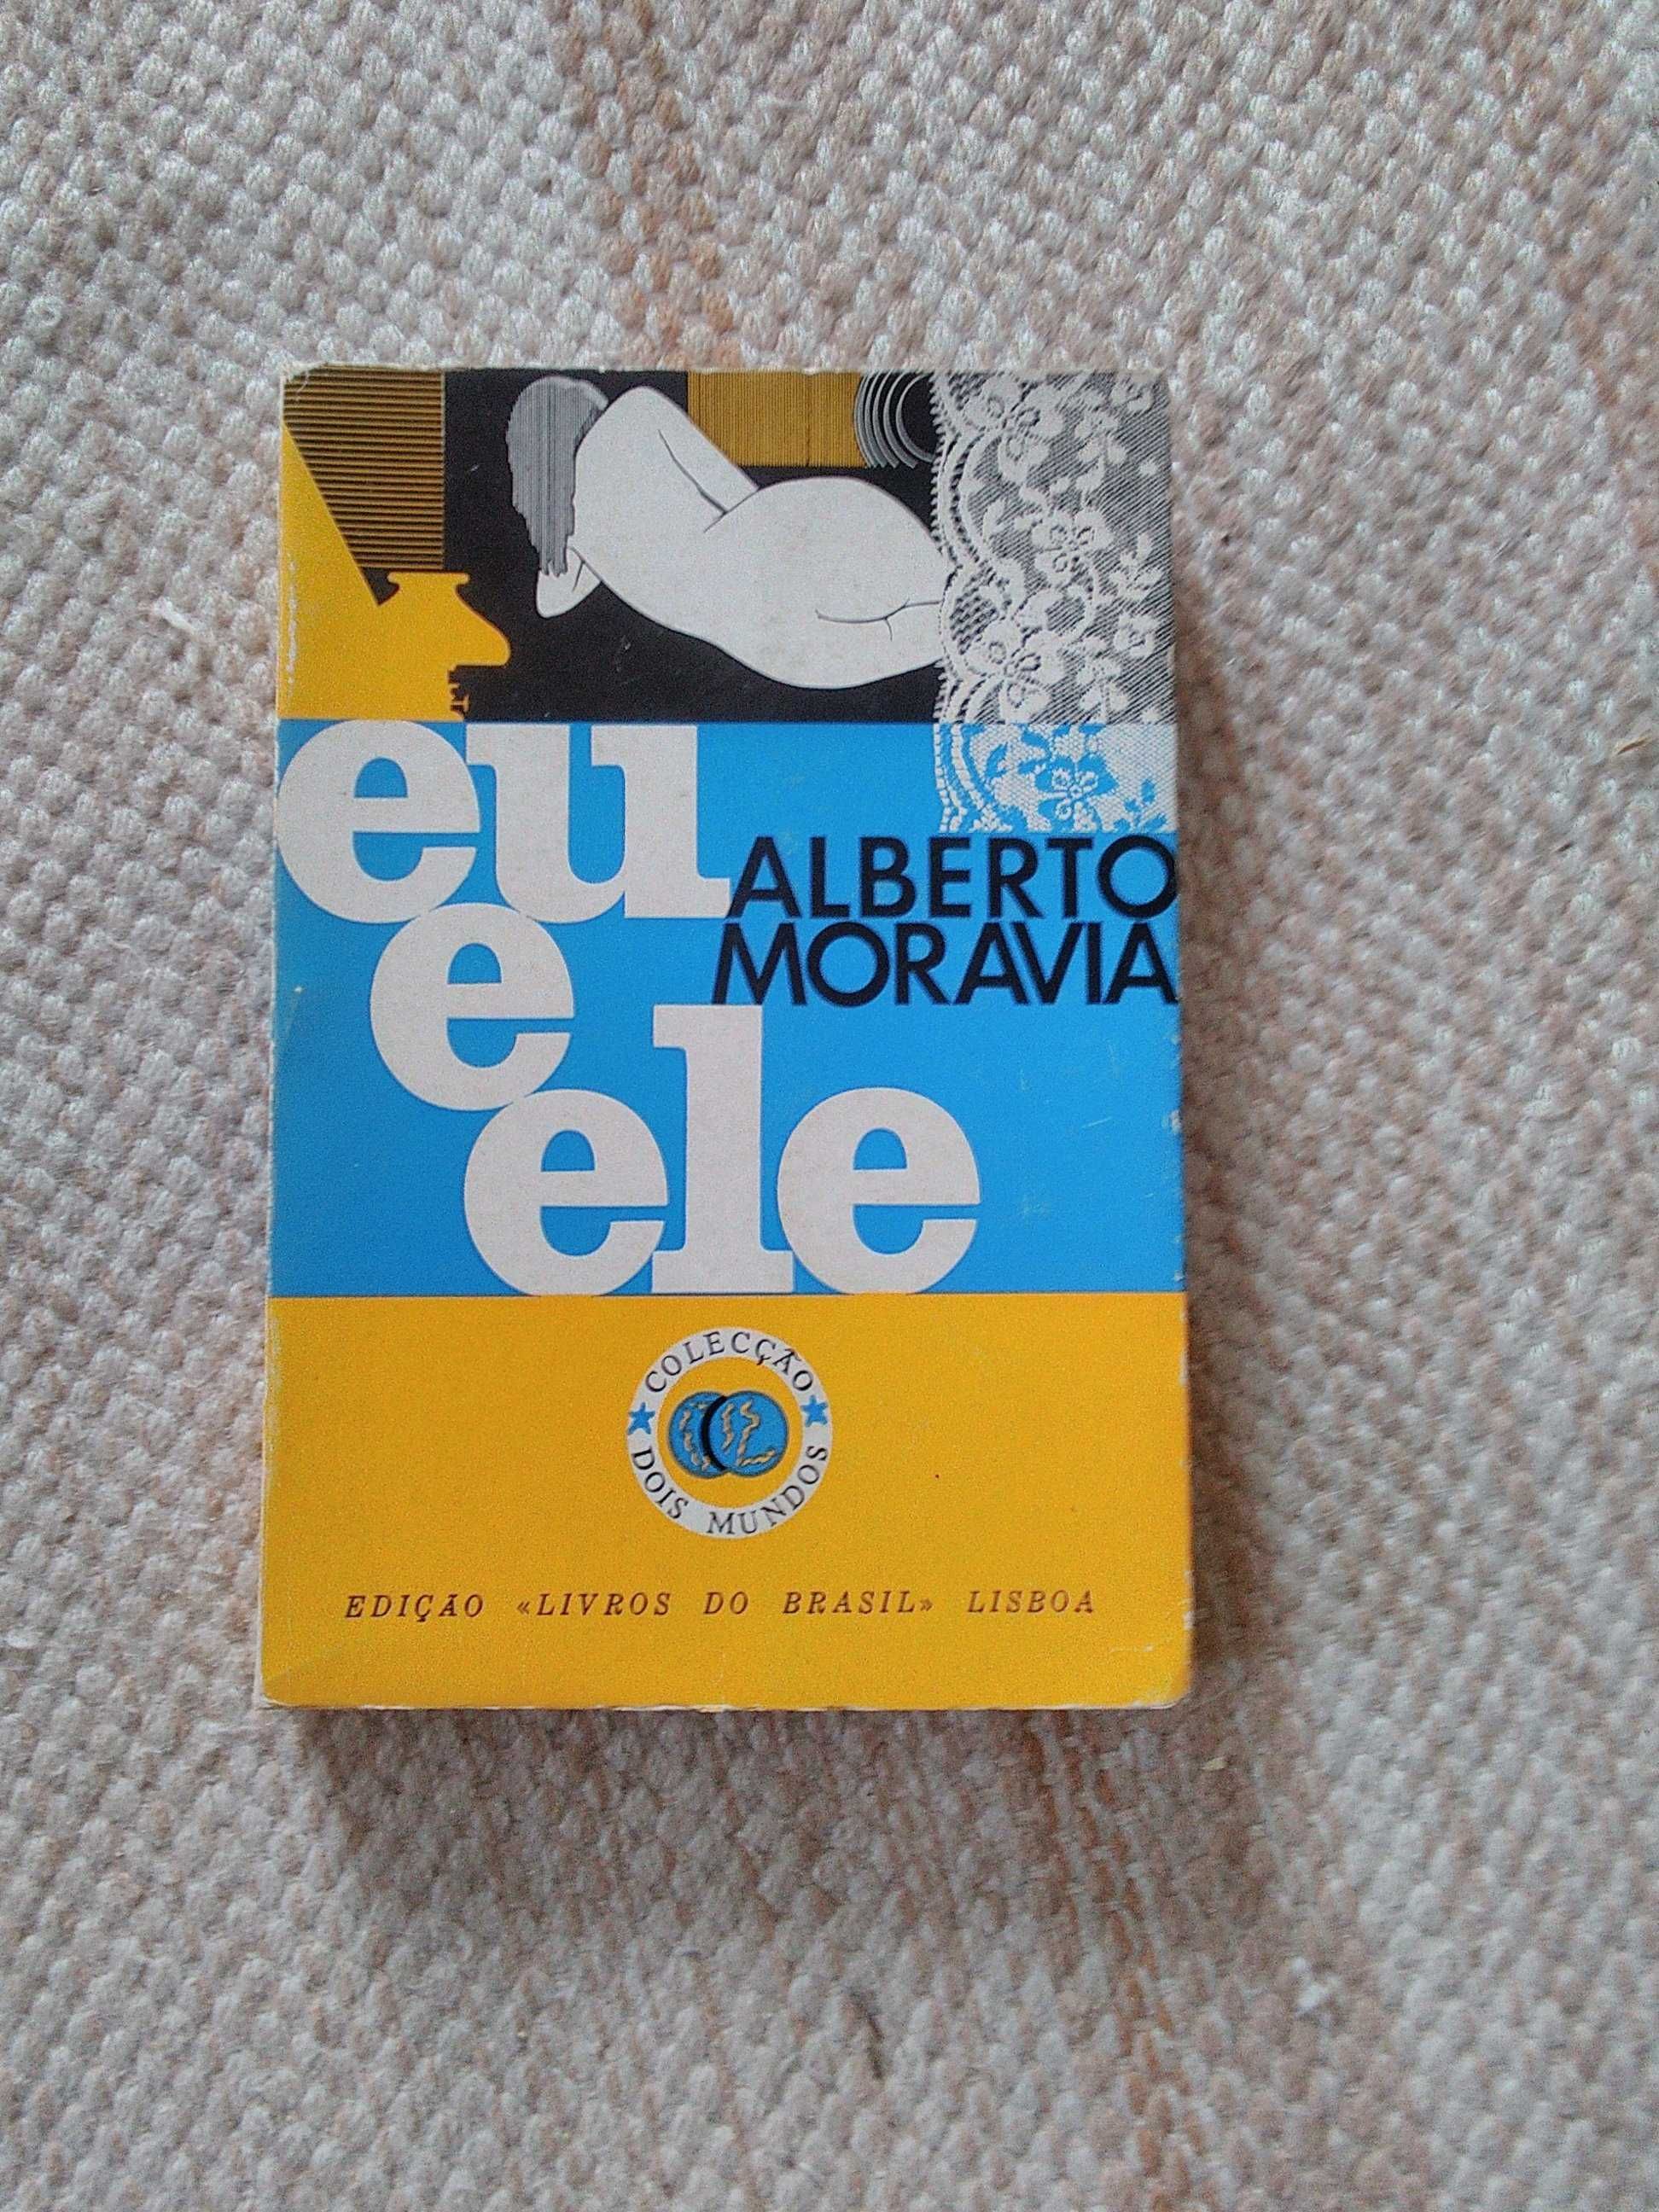 eu
e
ele
ALBERTO
MORAVIA
COLECÇÃO
DOIS MUNDOS
EDIÇÃO «LIVROS DO BRASIL» LISBOA